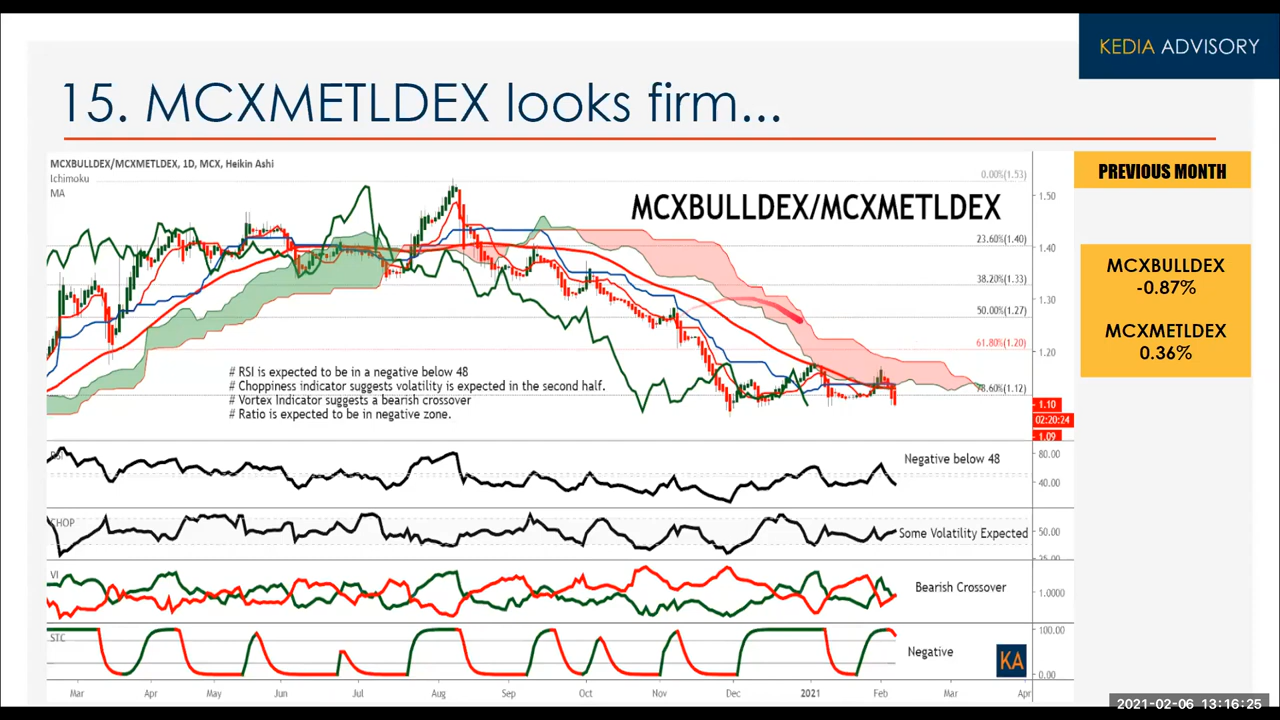 KEDIA ADVISORY
15. MCXMETLDEX looks firm...
MCXBULLDEX/MCXMETLDEX, 1D, MCX, Heikin Ashi
Ichimoku
MA
MCXBULLDEX/MCXMETLDEX
0.00%(1.53)
23.60%(1.40)
38.20%(1.33)
50.00%(1.27)
61.80%(1.20)
78.60%(1.12)
1.50
1.40
1.30
1.20
1.10
02:20:24
1.09
# RSI is expected to be in a negative below 48
# Choppiness indicator suggests volatility is expected in the second half.
# Vortex Indicator suggests a bearish crossover
# Ratio is expected to be in negative zone.
PREVIOUS MONTH
MCXBULLDEX
-0.87%
MCXMETLDEX
0.36%
RSI
Negative below 48
80.00
40.00
CHOP
Some Volatility Expected
50.00
25.00
VI
Bearish Crossover
1.0000
STC
Negative
100.00
0.00
KA
Mar Apr May Jun Jul Aug Sep Oct Nov Dec 2021 Feb Mar Apr
2021-02-06 13:16:25